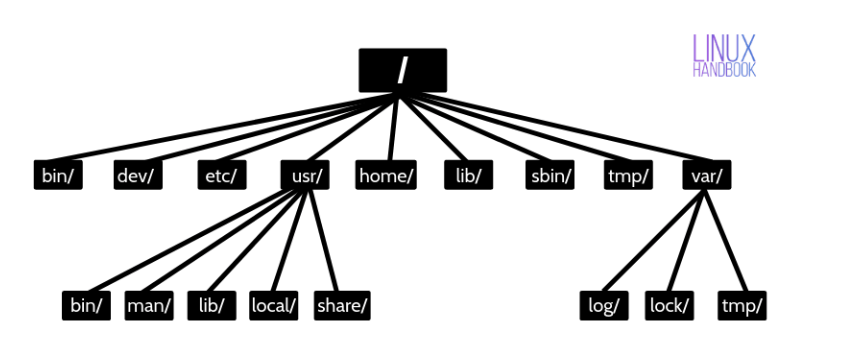 LINUX
HANDBOOK
/
bin/ dev/ etc/ usr/ home/ lib/ sbin/ tmp/ var/
bin/ man/ lib/ local/ share/ log/ lock/ tmp/